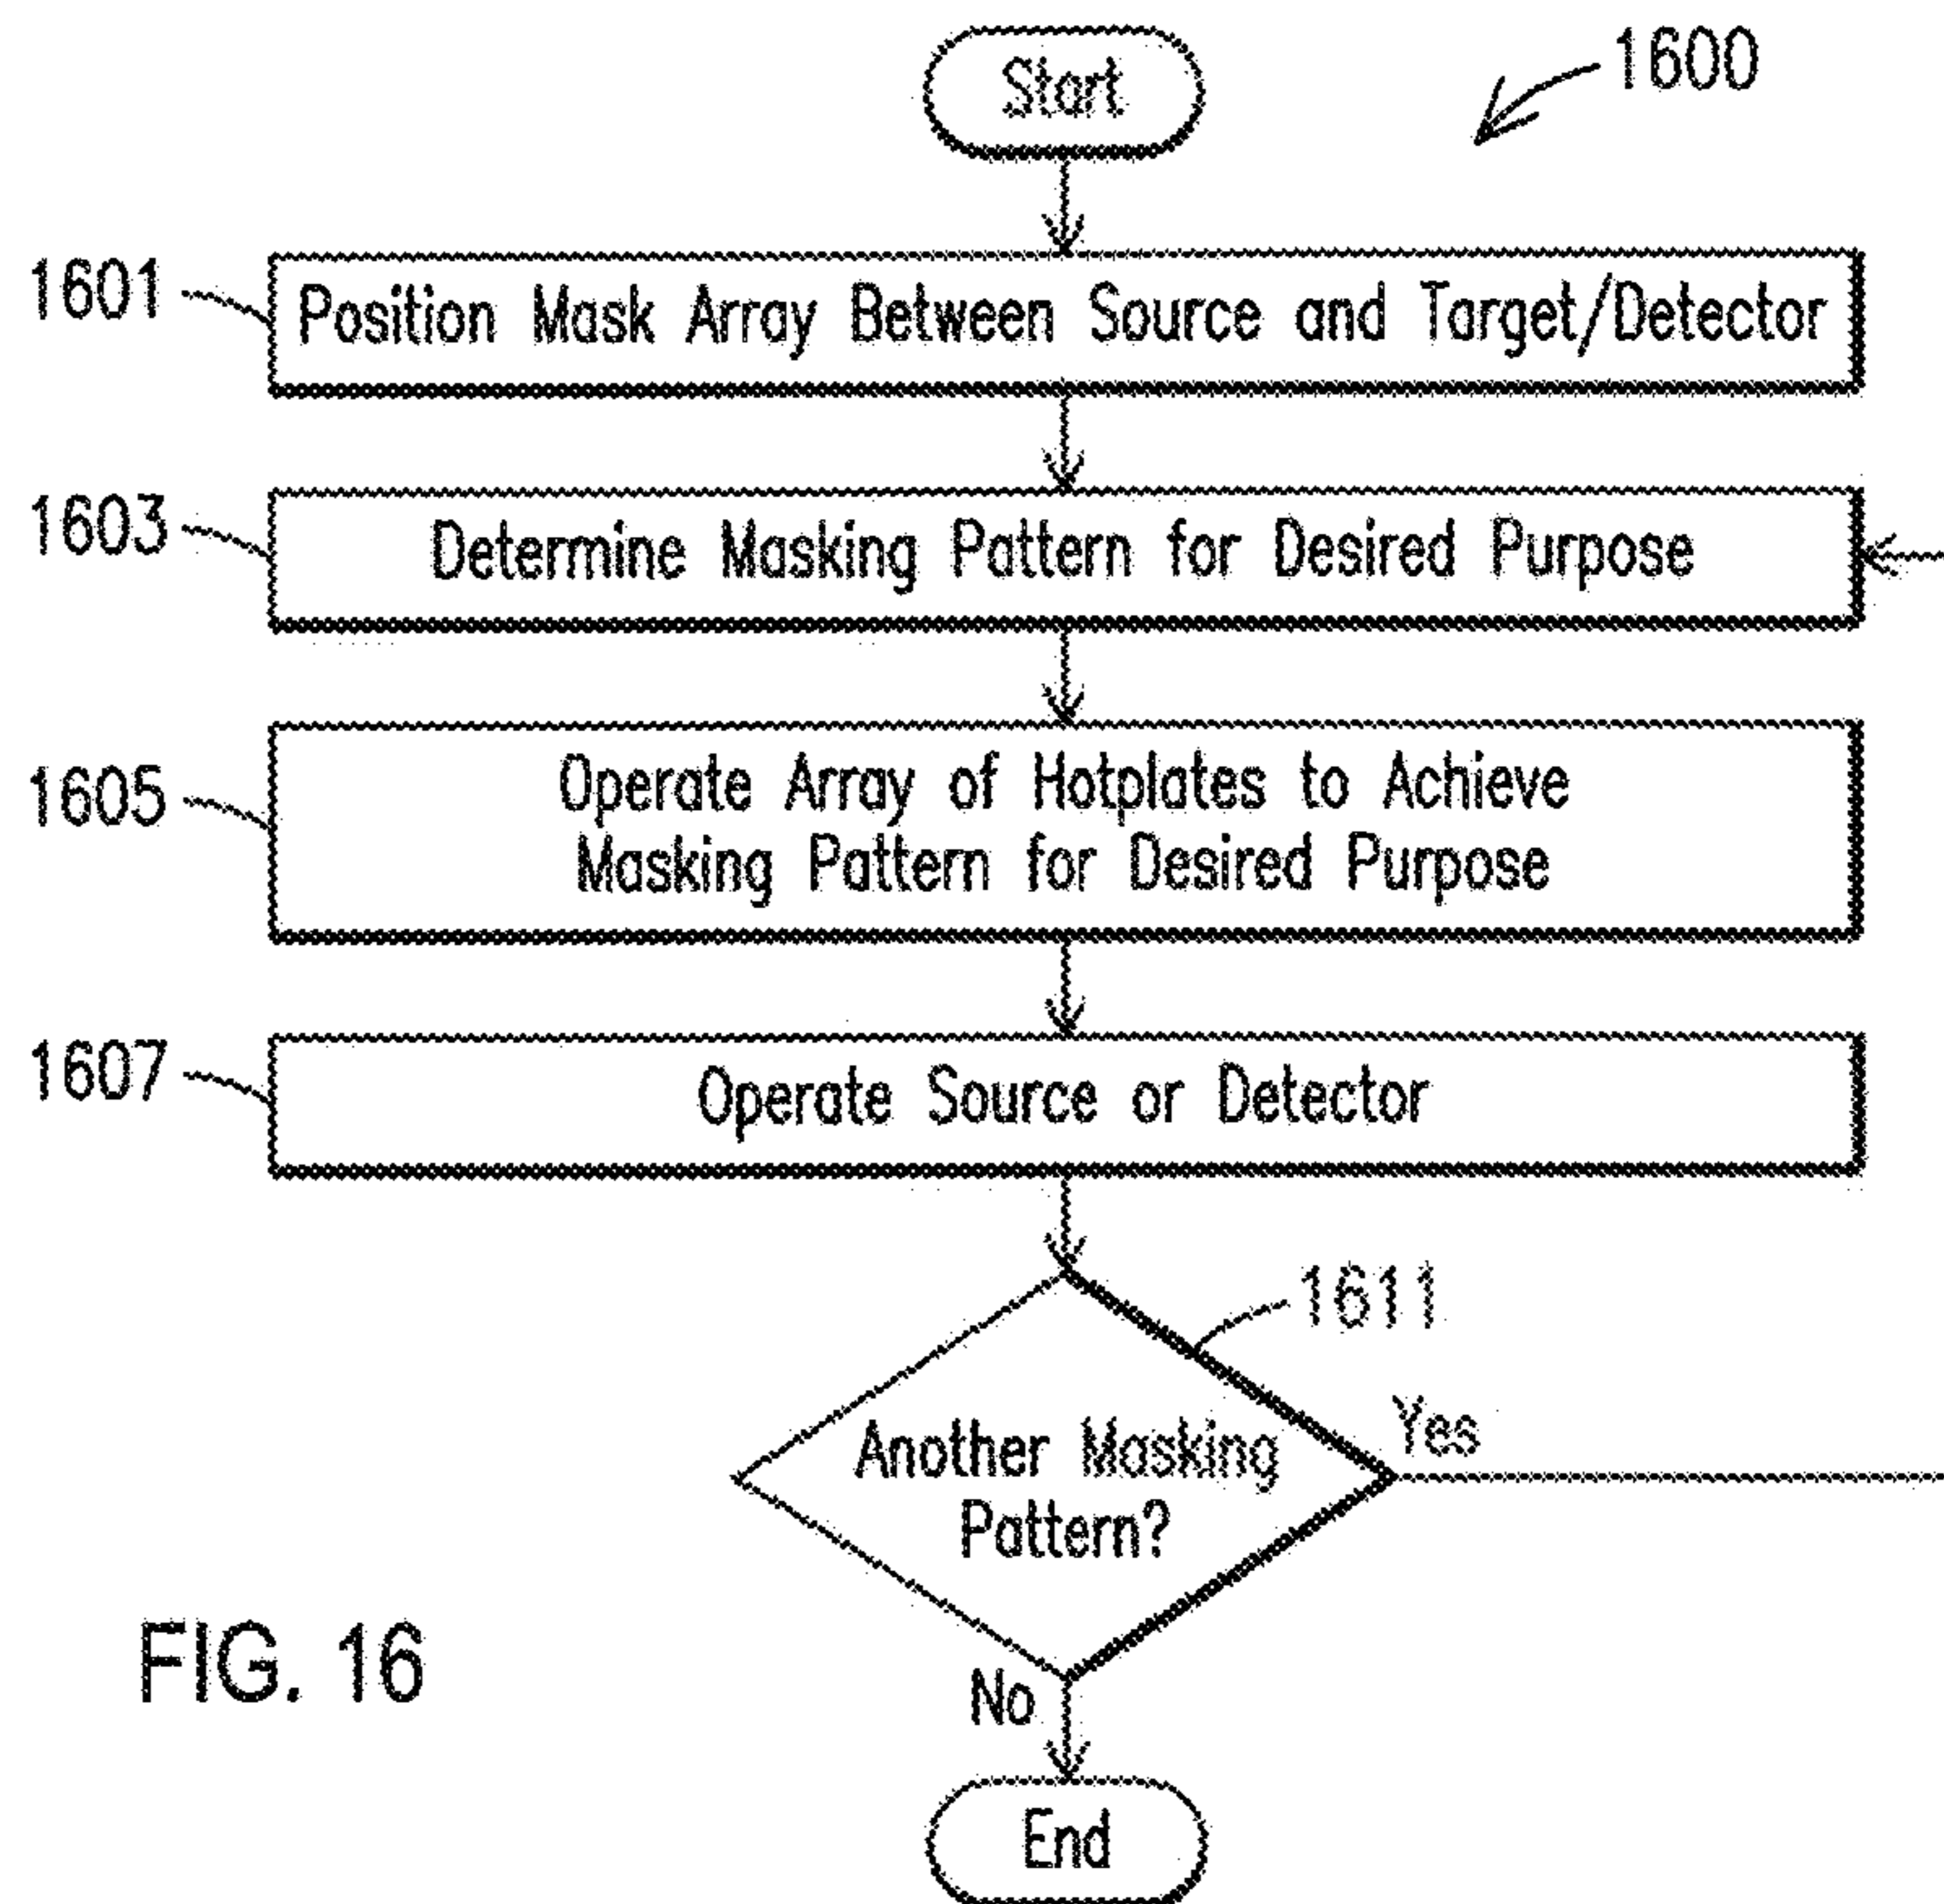 Start
1600
1601
Position Mask Array Between Source and Target/Detector
1603
Determine Masking Pattern for Desired Purpose
1605
Operate Array of Hotplates to Achieve
Masking Pattern for Desired Purpose
1607
Operate Source or Detector
1611
Another Masking
Pattern?
Yes
No
End
FIG. 16